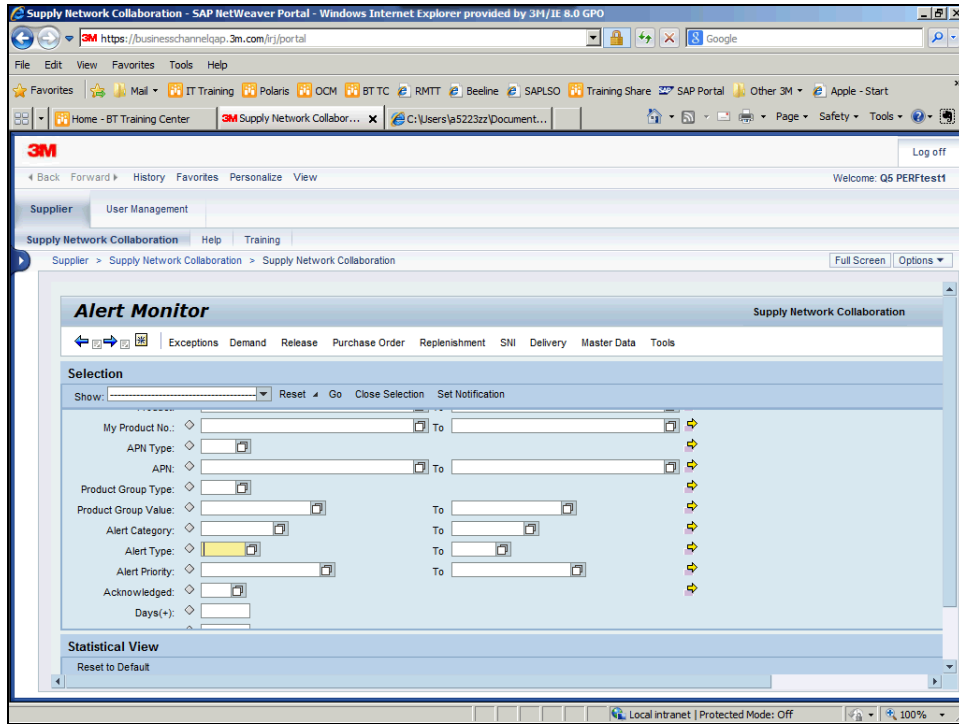 Supply Network Collaboration - SAP NetWeaver Portal - Windows Internet Explorer provided by 3M/IE 8.0 GPO
3M https://businesschannelqap.3m.com/irj/portal
Google
File Edit View Favorites Tools Help
Favorites Mail IT Training Polaris OCM BT TC RMTT Beeline SAPLSO Training Share SAP Portal Other 3M Apple - Start
Home - BT Training Center
3M Supply Network Collabor... X
C:\Users\a5223zz\Document...
Page Safety Tools
3M
Log off
Back Forward History Favorites Personalize View
Welcome: Q5 PERFtest1
Supplier User Management
Supply Network Collaboration Help Training
Supplier > Supply Network Collaboration > Supply Network Collaboration
Full Screen Options
Alert Monitor
Supply Network Collaboration
Exceptions Demand Release Purchase Order Replenishment SNI Delivery Master Data Tools
Selection
Show: Reset Go Close Selection Set Notification
My Product No.: To
APN Type:
APN: To
Product Group Type:
Product Group Value: To
Alert Category: To
Alert Type: To
Alert Priority: To
Acknowledged:
Days(+):
Statistical View
Reset to Default
Local intranet | Protected Mode: Off
100%